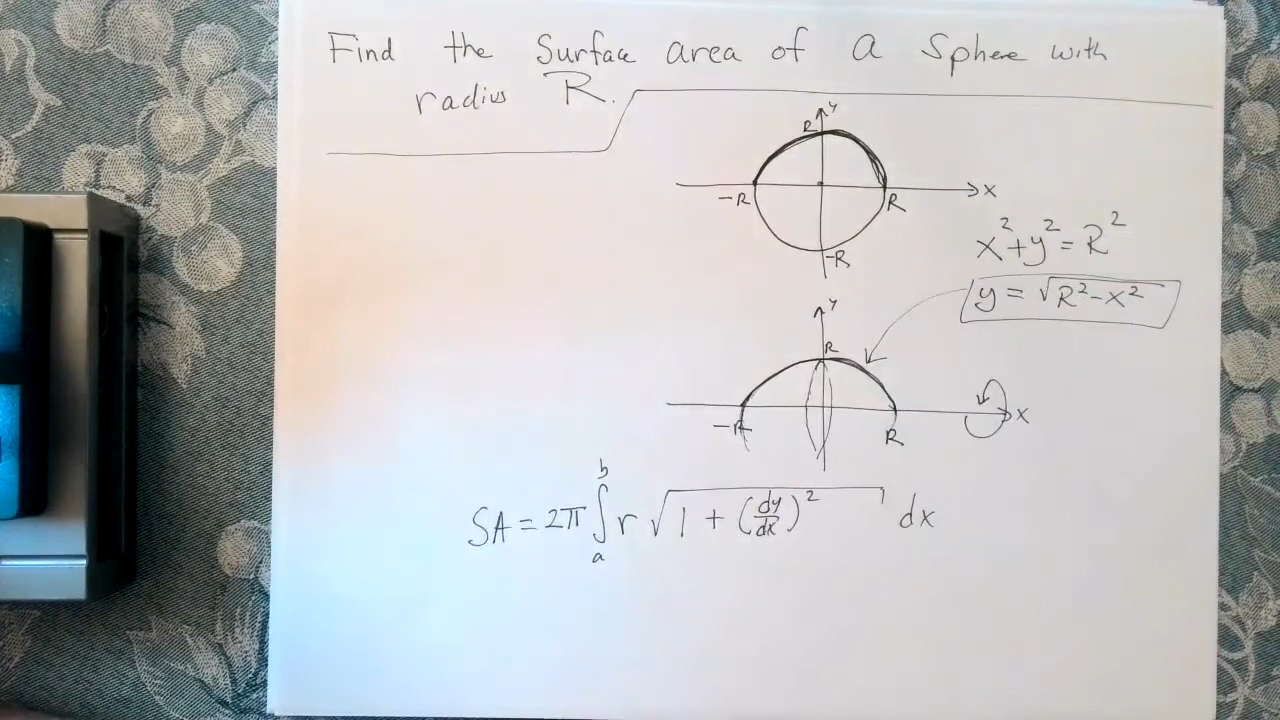 Find the Surface area of a Sphere with
radius R.
y
R
-R
R
x
-R
x² + y² = R²
y = √(R² - x²)
y
R
-R
R
x
SA = 2π ∫ₐᵇ r √(1 + (dy/dx)²) dx